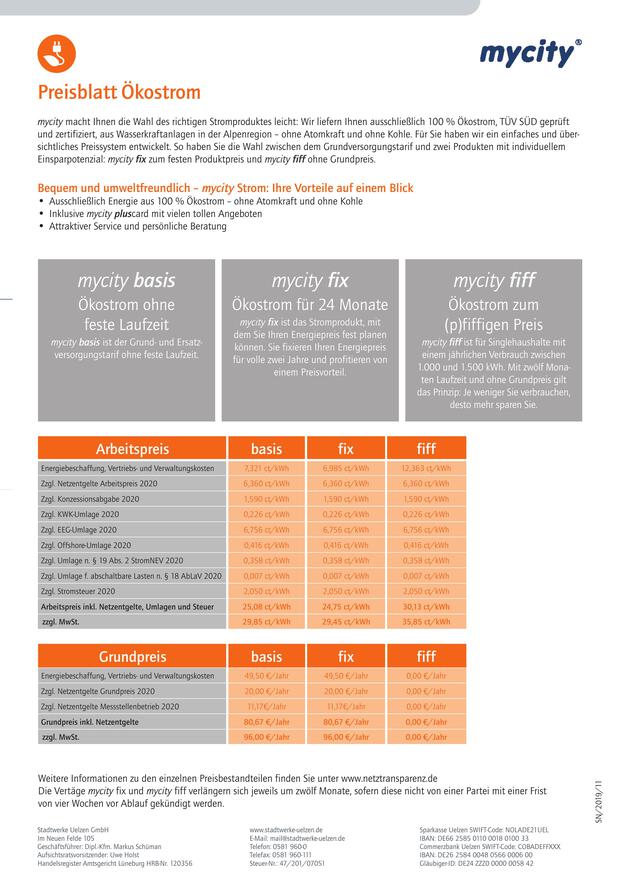 mycity®
Preisblatt Ökostrom
mycity macht Ihnen die Wahl des richtigen Stromproduktes leicht: Wir liefern Ihnen ausschließlich 100 % Ökostrom, TÜV SÜD geprüft
und zertifiziert, aus Wasserkraftanlagen in der Alpenregion – ohne Atomkraft und ohne Kohle. Für Sie haben wir ein einfaches und über-
sichtliches Preissystem entwickelt. So haben Sie die Wahl zwischen dem Grundversorgungstarif und zwei Produkten mit individuellem
Einsparpotenzial: mycity fix zum festen Produktpreis und mycity fiff ohne Grundpreis.
Bequem und umweltfreundlich – mycity Strom: Ihre Vorteile auf einem Blick
• Ausschließlich Energie aus 100 % Ökostrom – ohne Atomkraft und ohne Kohle
• Inklusive mycity pluscard mit vielen tollen Angeboten
• Attraktiver Service und persönliche Beratung
mycity basis
Ökostrom ohne
feste Laufzeit
mycity basis ist der Grund- und Ersatz-
versorgungstarif ohne feste Laufzeit.
mycity fix
Ökostrom für 24 Monate
mycity fix ist das Stromprodukt, mit
dem Sie Ihren Energiepreis fest planen
können. Sie fixieren Ihren Energiepreis
für volle zwei Jahre und profitieren von
einem Preisvorteil.
mycity fiff
Ökostrom zum
(p)fiffigen Preis
mycity fiff ist für Singlehaushalte mit
einem jährlichen Verbrauch zwischen
1.000 und 1.500 kWh. Mit zwölf Mona-
ten Laufzeit und ohne Grundpreis gilt
das Prinzip: Je weniger Sie verbrauchen,
desto mehr sparen Sie.
Arbeitspreis basis fix fiff
Energiebeschaffung, Vertriebs- und Verwaltungskosten 7,321 ct/kWh 6,985 ct/kWh 12,363 ct/kWh
Zzgl. Netzentgelte Arbeitspreis 2020 6,360 ct/kWh 6,360 ct/kWh 6,360 ct/kWh
Zzgl. Konzessionsabgabe 2020 1,590 ct/kWh 1,590 ct/kWh 1,590 ct/kWh
Zzgl. KWK-Umlage 2020 0,226 ct/kWh 0,226 ct/kWh 0,226 ct/kWh
Zzgl. EEG-Umlage 2020 6,756 ct/kWh 6,756 ct/kWh 6,756 ct/kWh
Zzgl. Offshore-Umlage 2020 0,416 ct/kWh 0,416 ct/kWh 0,416 ct/kWh
Zzgl. Umlage n. § 19 Abs. 2 StromNEV 2020 0,358 ct/kWh 0,358 ct/kWh 0,358 ct/kWh
Zzgl. Umlage f. abschaltbare Lasten n. § 18 AbLaV 2020 0,007 ct/kWh 0,007 ct/kWh 0,007 ct/kWh
Zzgl. Stromsteuer 2020 2,050 ct/kWh 2,050 ct/kWh 2,050 ct/kWh
Arbeitspreis inkl. Netzentgelte, Umlagen und Steuer 25,08 ct/kWh 24,75 ct/kWh 30,13 ct/kWh
zzgl. MwSt. 29,85 ct/kWh 29,45 ct/kWh 35,85 ct/kWh
Grundpreis basis fix fiff
Energiebeschaffung, Vertriebs- und Verwaltungskosten 49,50 €/Jahr 49,50 €/Jahr 0,00 €/Jahr
Zzgl. Netzentgelte Grundpreis 2020 20,00 €/Jahr 20,00 €/Jahr 0,00 €/Jahr
Zzgl. Netzentgelte Messstellenbetrieb 2020 11,17€/Jahr 11,17€/Jahr 0,00 €/Jahr
Grundpreis inkl. Netzentgelte 80,67 €/Jahr 80,67 €/Jahr 0,00 €/Jahr
zzgl. MwSt. 96,00 €/Jahr 96,00 €/Jahr 0,00 €/Jahr
Weitere Informationen zu den einzelnen Preisbestandteilen finden Sie unter www.netztransparenz.de
Die Vertäge mycity fix und mycity fiff verlängern sich jeweils um zwölf Monate, sofern diese nicht von einer Partei mit einer Frist
von vier Wochen vor Ablauf gekündigt werden.
SN/2019/11
Stadtwerke Uelzen GmbH
Im Neuen Felde 105
Geschäftsführer: Dipl.-Kfm. Markus Schümann
Aufsichtsratsvorsitzender: Uwe Holst
Handelsregister Amtsgericht Lüneburg HRB-Nr. 120356
www.stadtwerke-uelzen.de
E-Mail: mail@stadtwerke-uelzen.de
Telefon: 0581 960-0
Telefax: 0581 960-111
Steuer-Nr.: 47/201/07051
Sparkasse Uelzen SWIFT-Code: NOLADE21UEL
IBAN: DE66 2585 0110 0018 0100 33
Commerzbank Uelzen SWIFT-Code: COBADEFFXXX
IBAN: DE26 2584 0048 0566 0006 00
Gläubiger-ID: DE24 ZZZ0 0000 0058 42